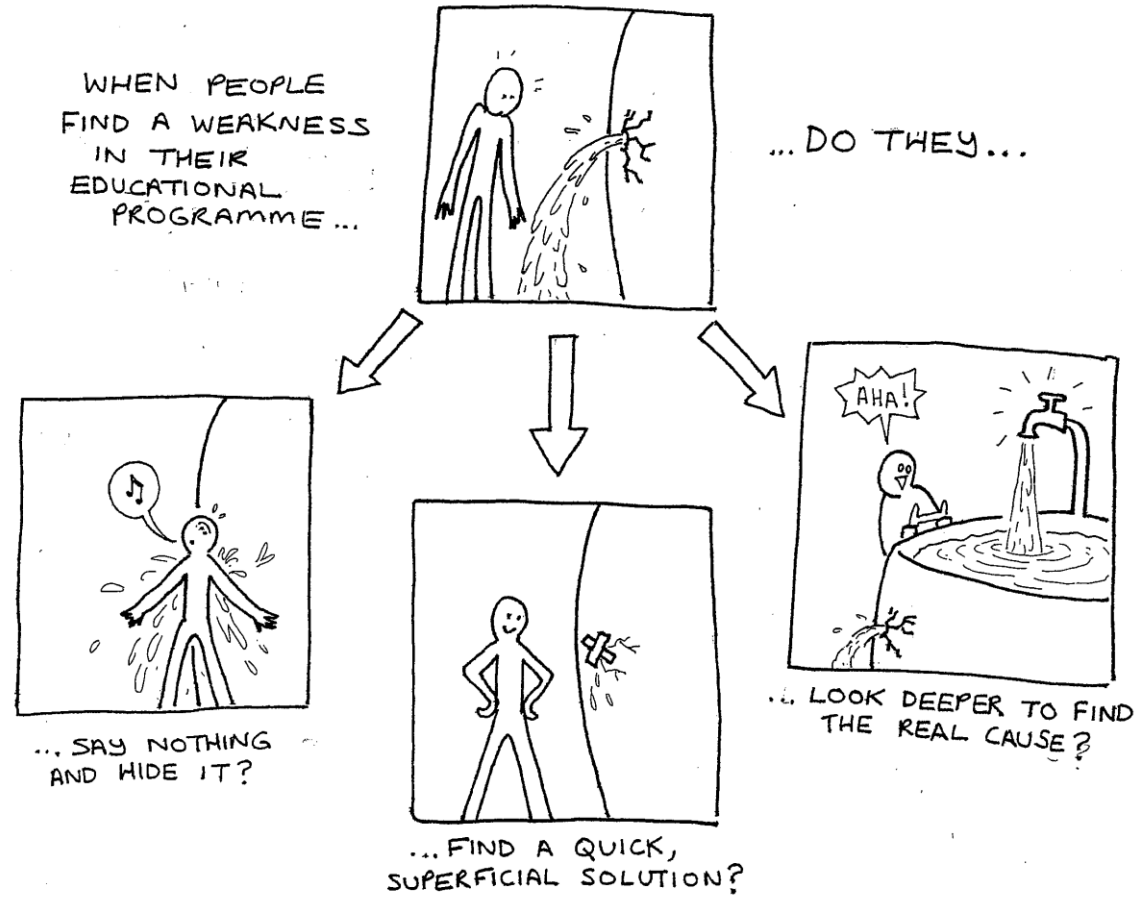 WHEN PEOPLE
FIND A WEAKNESS
IN THEIR
EDUCATIONAL
PROGRAMME...
...DO THEY...
AHA!
...SAY NOTHING
AND HIDE IT?
...FIND A QUICK,
SUPERFICIAL SOLUTION?
... LOOK DEEPER TO FIND
THE REAL CAUSE?